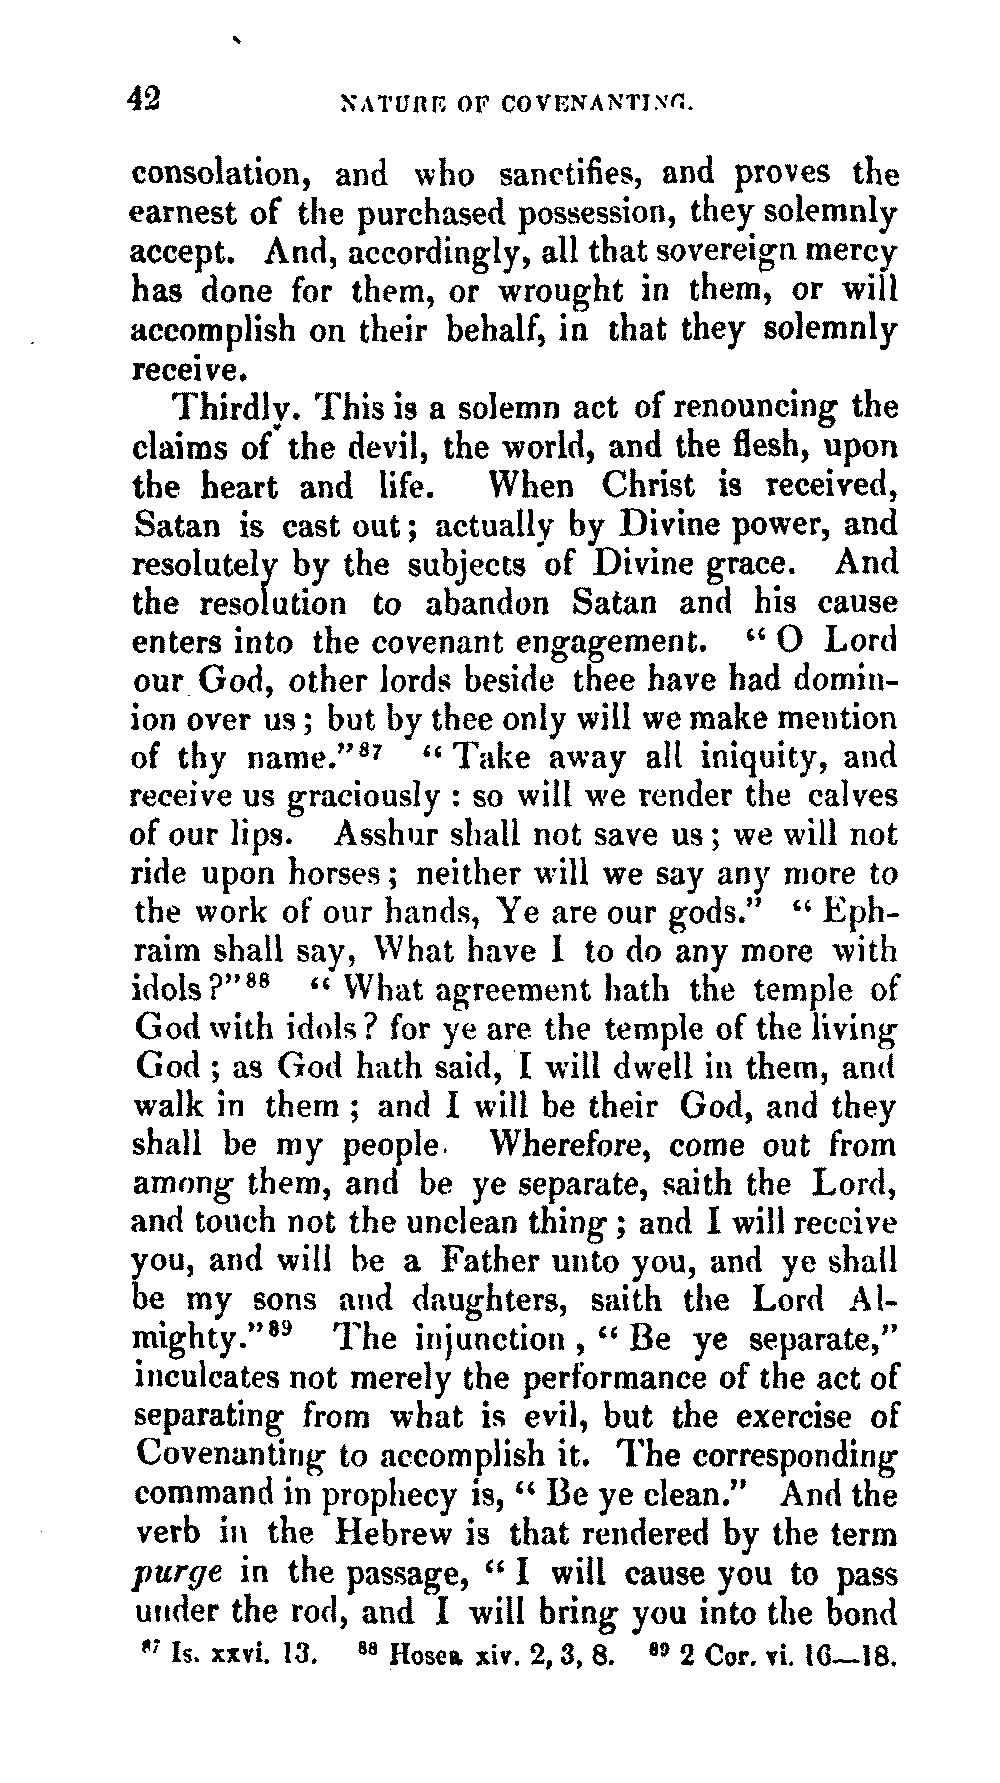 42 NATURE OF COVENANTING.
consolation, and who sanctifies, and proves the
earnest of the purchased possession, they solemnly
accept. And, accordingly, all that sovereign mercy
has done for them, or wrought in them, or will
accomplish on their behalf, in that they solemnly
receive.
Thirdly. This is a solemn act of renouncing the
claims of the devil, the world, and the flesh, upon
the heart and life. When Christ is received,
Satan is cast out; actually by Divine power, and
resolutely by the subjects of Divine grace. And
the resolution to abandon Satan and his cause
enters into the covenant engagement. “ O Lord
our God, other lords beside thee have had domin-
ion over us; but by thee only will we make mention
of thy name.”⁸⁷ “ Take away all iniquity, and
receive us graciously : so will we render the calves
of our lips. Asshur shall not save us; we will not
ride upon horses; neither will we say any more to
the work of our hands, Ye are our gods.” “ Eph-
raim shall say, What have I to do any more with
idols?”⁸⁸ “ What agreement hath the temple of
God with idols? for ye are the temple of the living
God ; as God hath said, I will dwell in them, and
walk in them ; and I will be their God, and they
shall be my people. Wherefore, come out from
among them, and be ye separate, saith the Lord,
and touch not the unclean thing ; and I will receive
you, and will be a Father unto you, and ye shall
be my sons and daughters, saith the Lord Al-
mighty.”⁸⁹ The injunction , “ Be ye separate,”
inculcates not merely the performance of the act of
separating from what is evil, but the exercise of
Covenanting to accomplish it. The corresponding
command in prophecy is, “ Be ye clean.” And the
verb in the Hebrew is that rendered by the term
purge in the passage, “ I will cause you to pass
under the rod, and I will bring you into the bond
⁸⁷ Is. xxvi. 13. ⁸⁸ Hosea xiv. 2, 3, 8. ⁸⁹ 2 Cor. vi. 16—18.